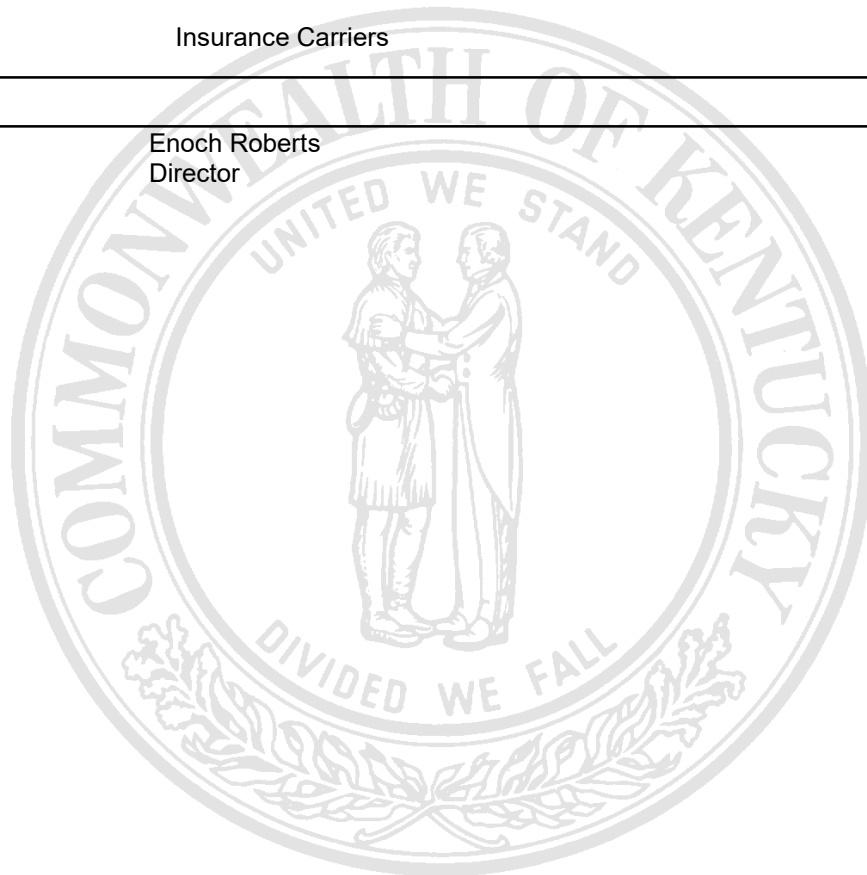 Insurance Carriers
Enoch Roberts
Director
COMMONWEALTH OF KENTUCKY
UNITED WE STAND
DIVIDED WE FALL